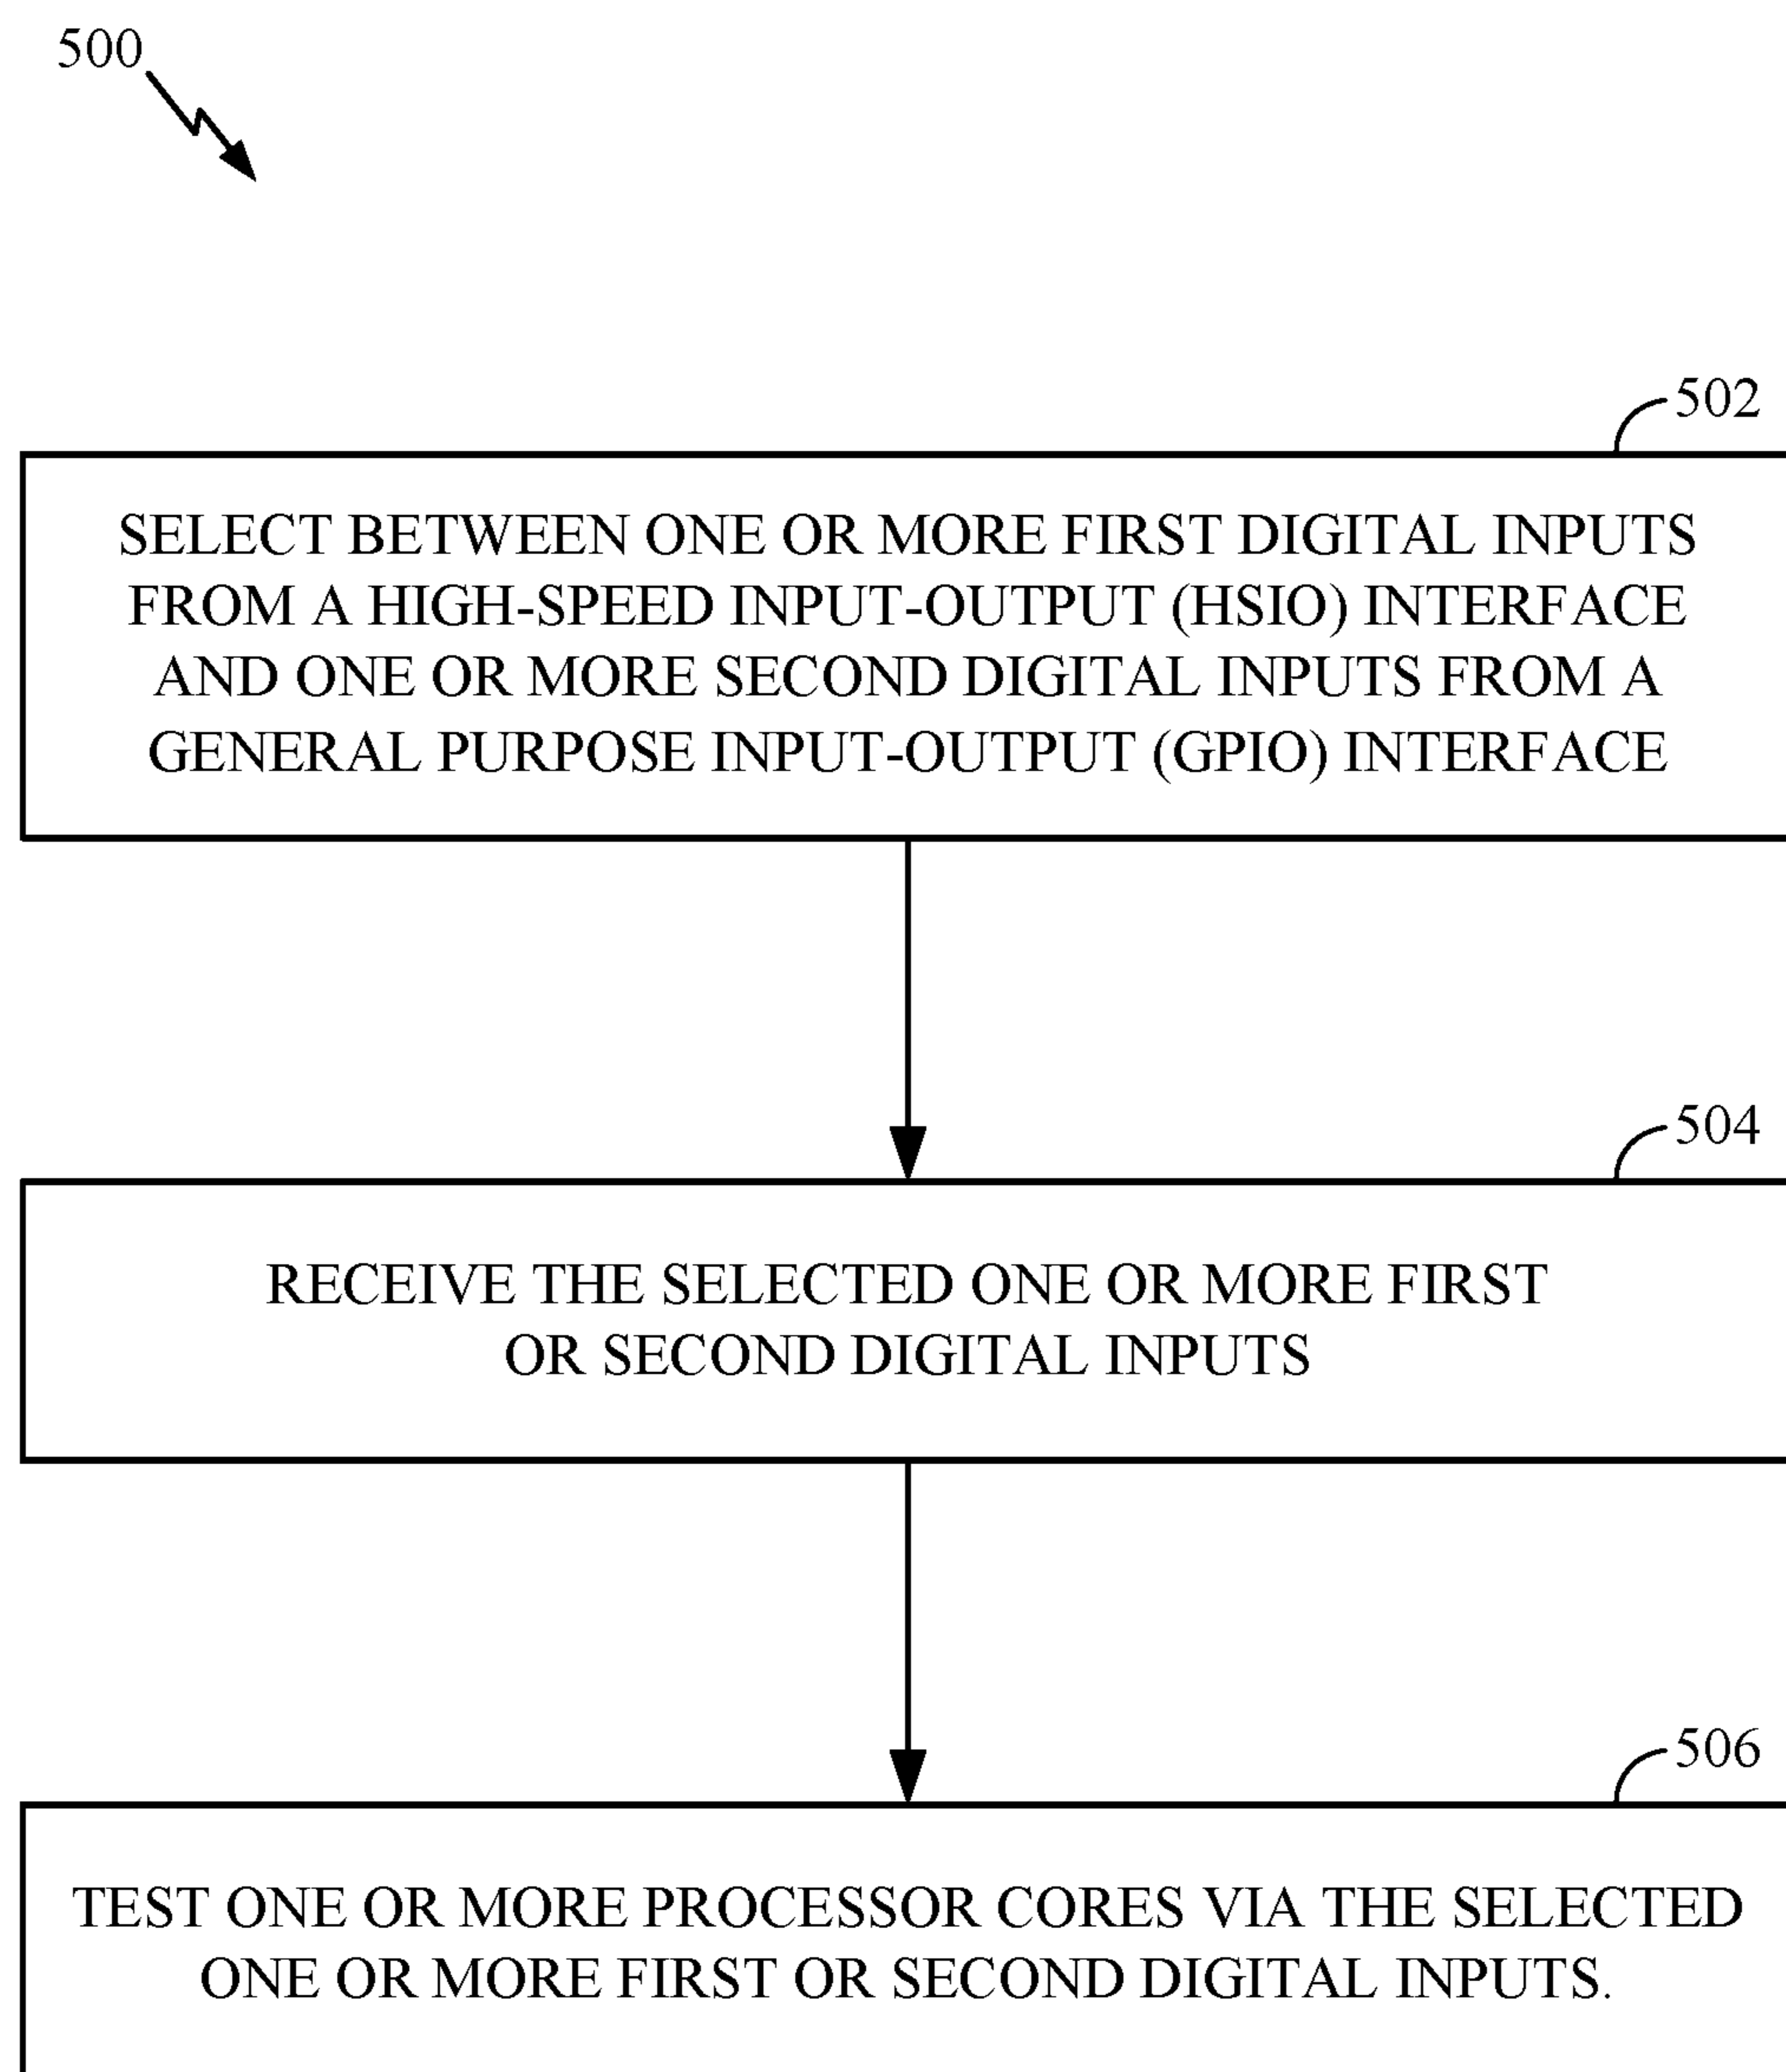 500
502
SELECT BETWEEN ONE OR MORE FIRST DIGITAL INPUTS
FROM A HIGH-SPEED INPUT-OUTPUT (HSIO) INTERFACE
AND ONE OR MORE SECOND DIGITAL INPUTS FROM A
GENERAL PURPOSE INPUT-OUTPUT (GPIO) INTERFACE
504
RECEIVE THE SELECTED ONE OR MORE FIRST
OR SECOND DIGITAL INPUTS
506
TEST ONE OR MORE PROCESSOR CORES VIA THE SELECTED
ONE OR MORE FIRST OR SECOND DIGITAL INPUTS.